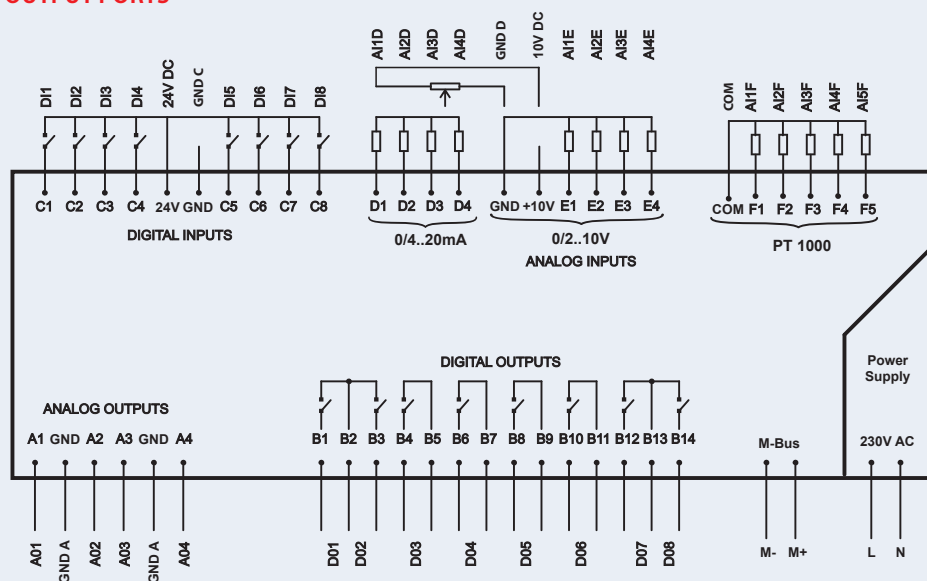 OUTPUT PORTS
DI1 DI2 DI3 DI4 24V DC GND C DI5 DI6 DI7 DI8
AI1D AI2D AI3D AI4D GND D 10V DC AI1E AI2E AI3E AI4E
COM AI1F AI2F AI3F AI4F AI5F
C1 C2 C3 C4 24V GND C5 C6 C7 C8
DIGITAL INPUTS
D1 D2 D3 D4 GND +10V E1 E2 E3 E4
0/4..20mA 0/2..10V
ANALOG INPUTS
COM F1 F2 F3 F4 F5
PT 1000
DIGITAL OUTPUTS
Power
Supply
ANALOG OUTPUTS
A1 GND A2 A3 GND A4
B1 B2 B3 B4 B5 B6 B7 B8 B9 B10 B11 B12 B13 B14
M-Bus
230V AC
A01 GND A A02 A03 GND A A04
D01 D02 D03 D04 D05 D06 D07 D08
M- M+
L N